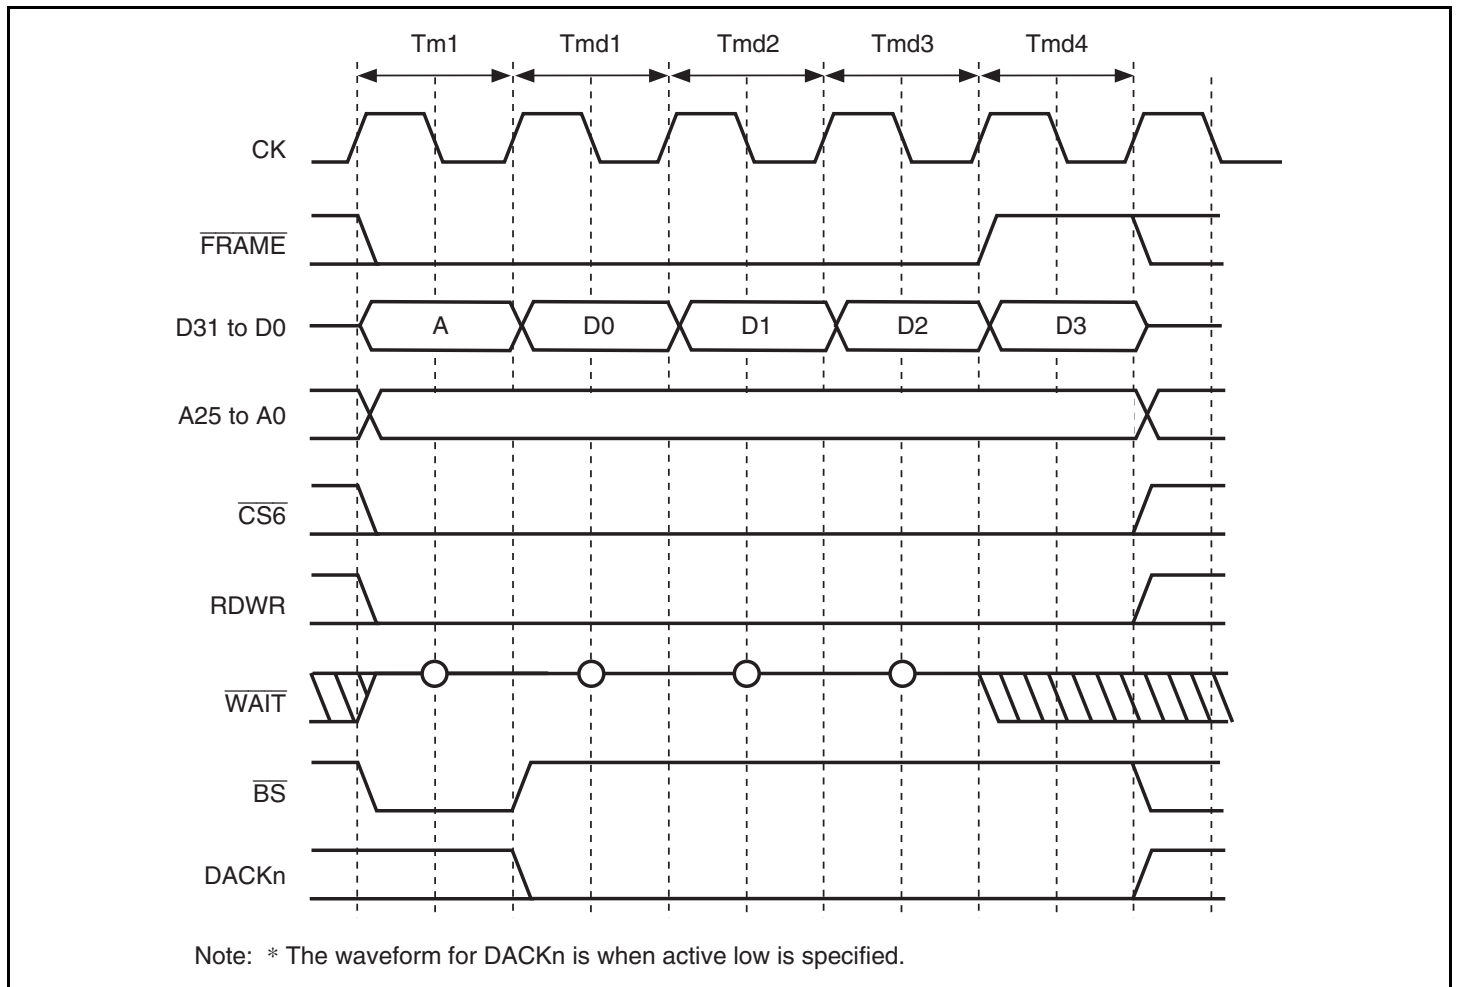 Tm1 Tmd1 Tmd2 Tmd3 Tmd4
CK
FRAME
D31 to D0 A D0 D1 D2 D3
A25 to A0
CS6
RDWR
WAIT
BS
DACKn
Note: * The waveform for DACKn is when active low is specified.